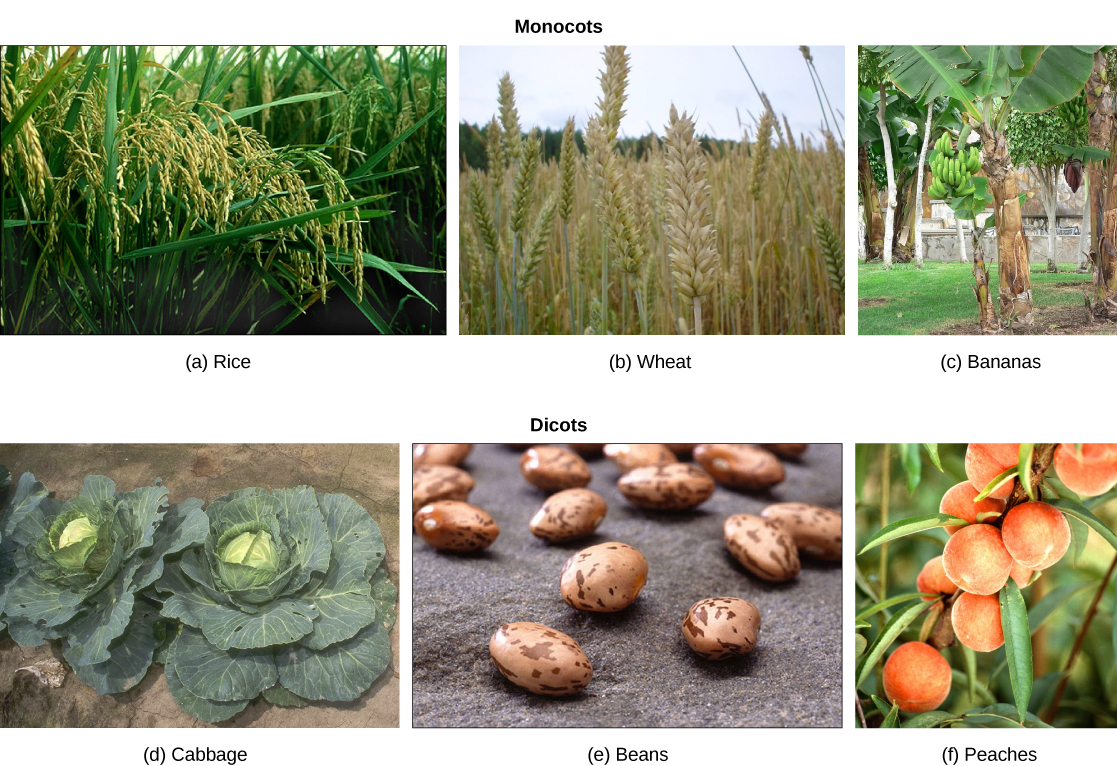 Monocots
(a) Rice
(b) Wheat
(c) Bananas
Dicots
(d) Cabbage
(e) Beans
(f) Peaches